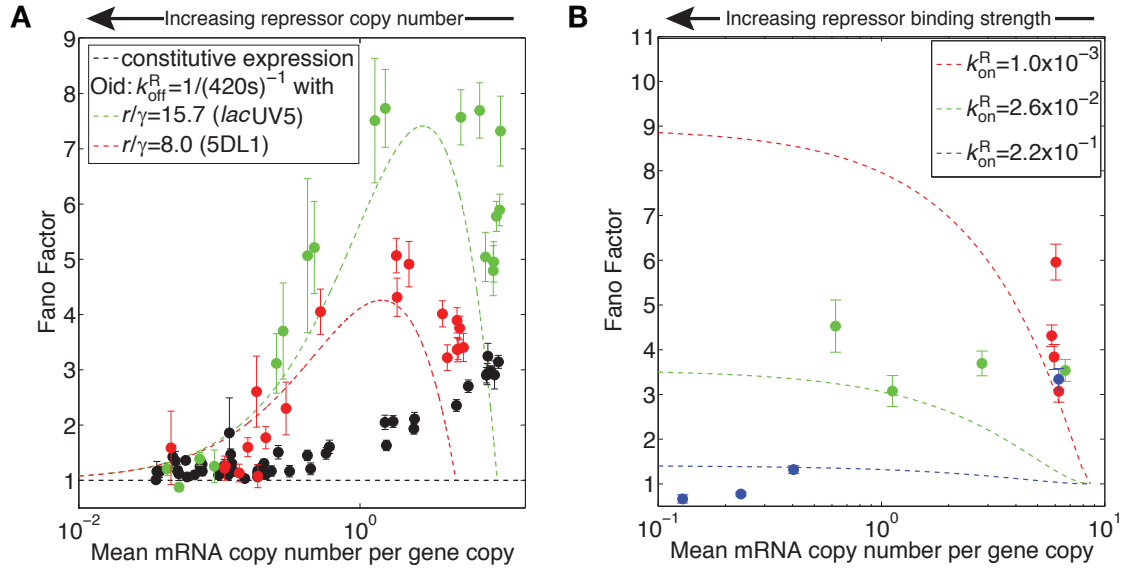 A
Increasing repressor copy number
constitutive expression
Oid: k^R_off=1/(420s)^-1 with
r/γ=15.7 (lacUV5)
r/γ=8.0 (5DL1)
Fano Factor
9
8
7
6
5
4
3
2
1
10^-2
10^0
Mean mRNA copy number per gene copy
B
Increasing repressor binding strength
k^R_on=1.0x10^-3
k^R_on=2.6x10^-2
k^R_on=2.2x10^-1
Fano Factor
11
10
9
8
7
6
5
4
3
2
1
10^-1
10^0
10^1
Mean mRNA copy number per gene copy